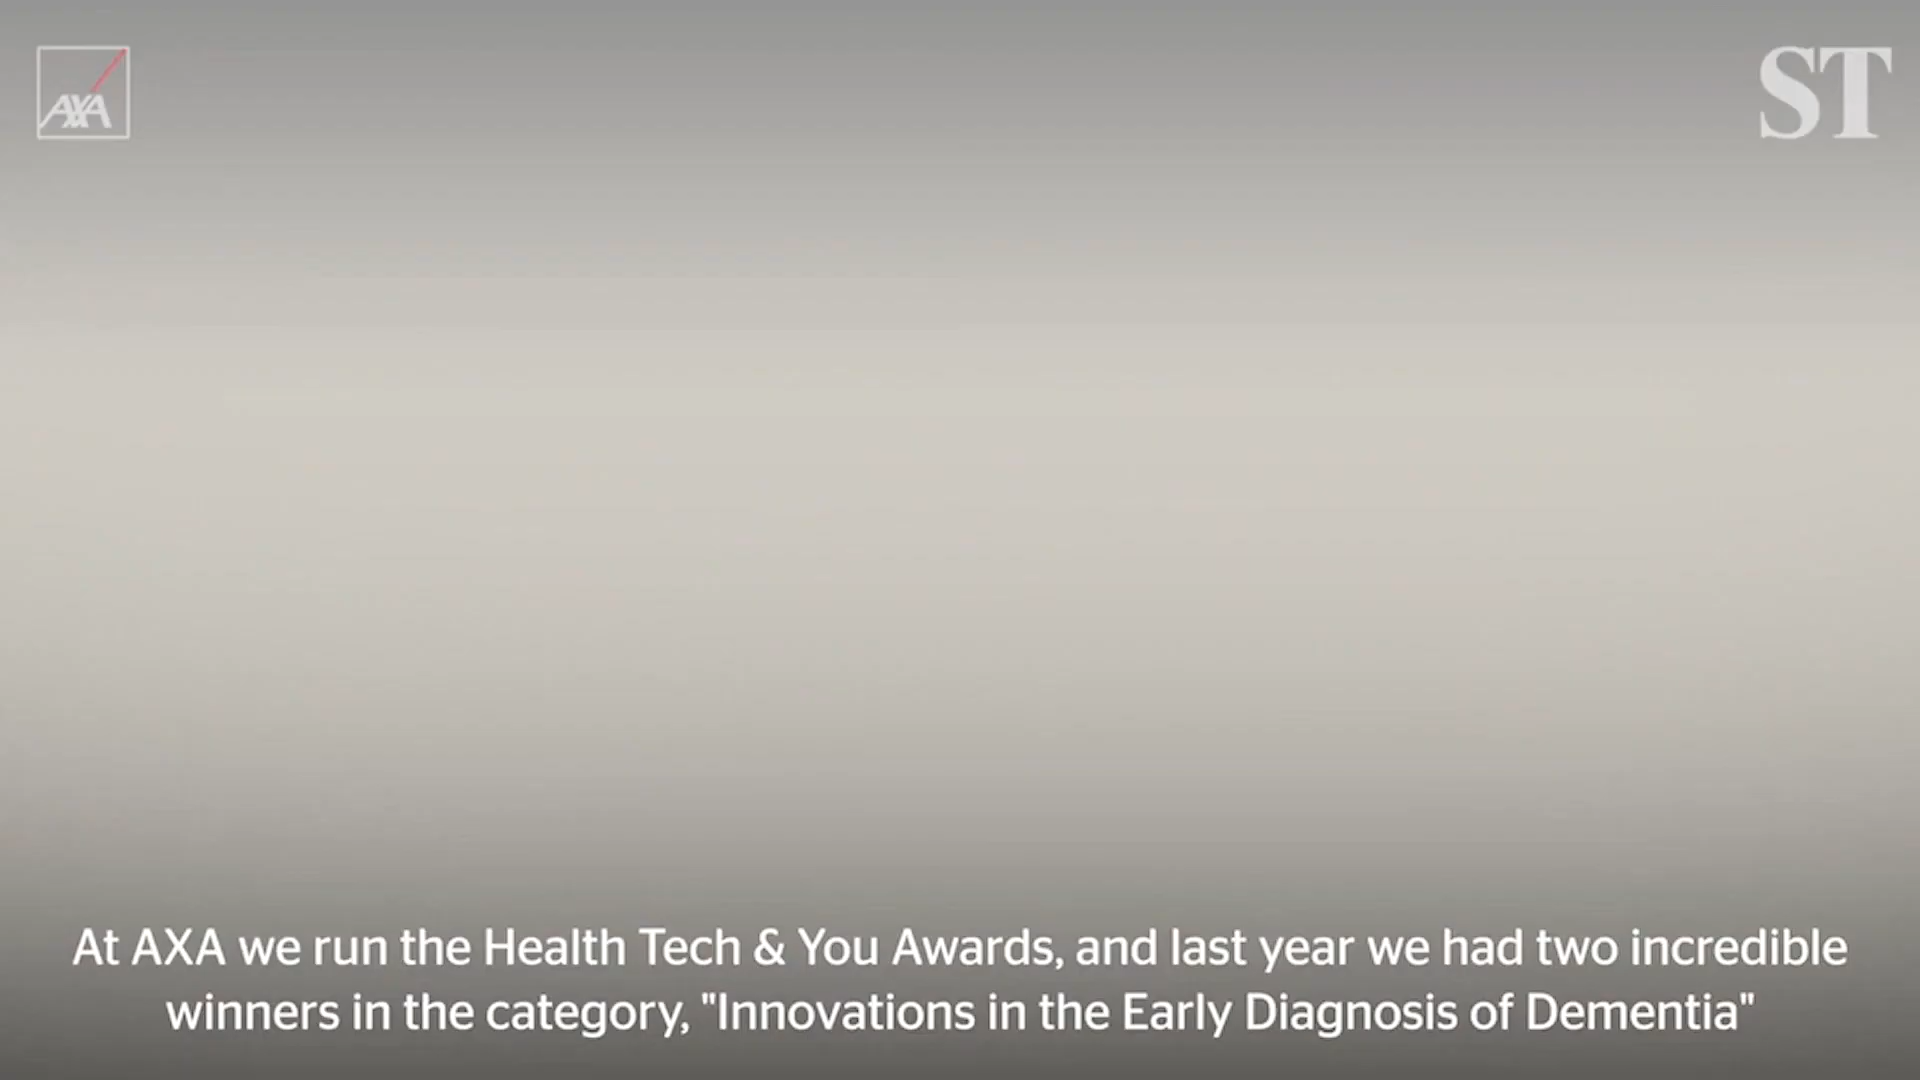 AXA
ST
At AXA we run the Health Tech & You Awards, and last year we had two incredible
winners in the category, "Innovations in the Early Diagnosis of Dementia"